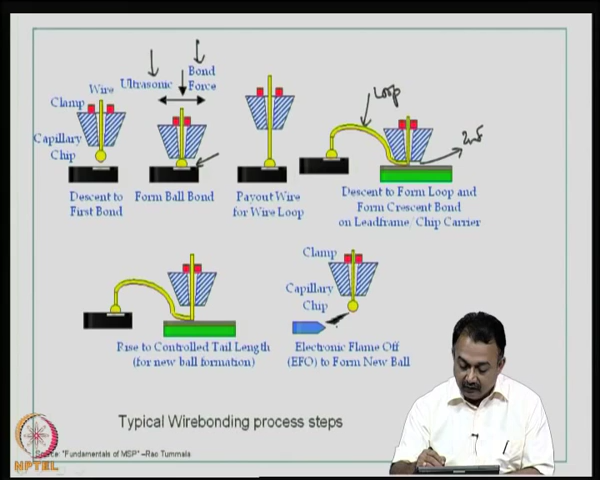 Wire
Ultrasonic
Bond
Force
Clamp
Capillary
Chip
Loop
2nd
Descent to
First Bond
Form Ball Bond
Payout Wire
for Wire Loop
Descent to Form Loop and
Form Crescent Bond
on Leadframe/Chip Carrier
Clamp
Capillary
Chip
Rise to Controlled Tail Length
(for new ball formation)
Electronic Flame Off
(EFO) to Form New Ball
Typical Wirebonding process steps
Source: "Fundamentals of MSP" –Rao Tummala
NPTEL